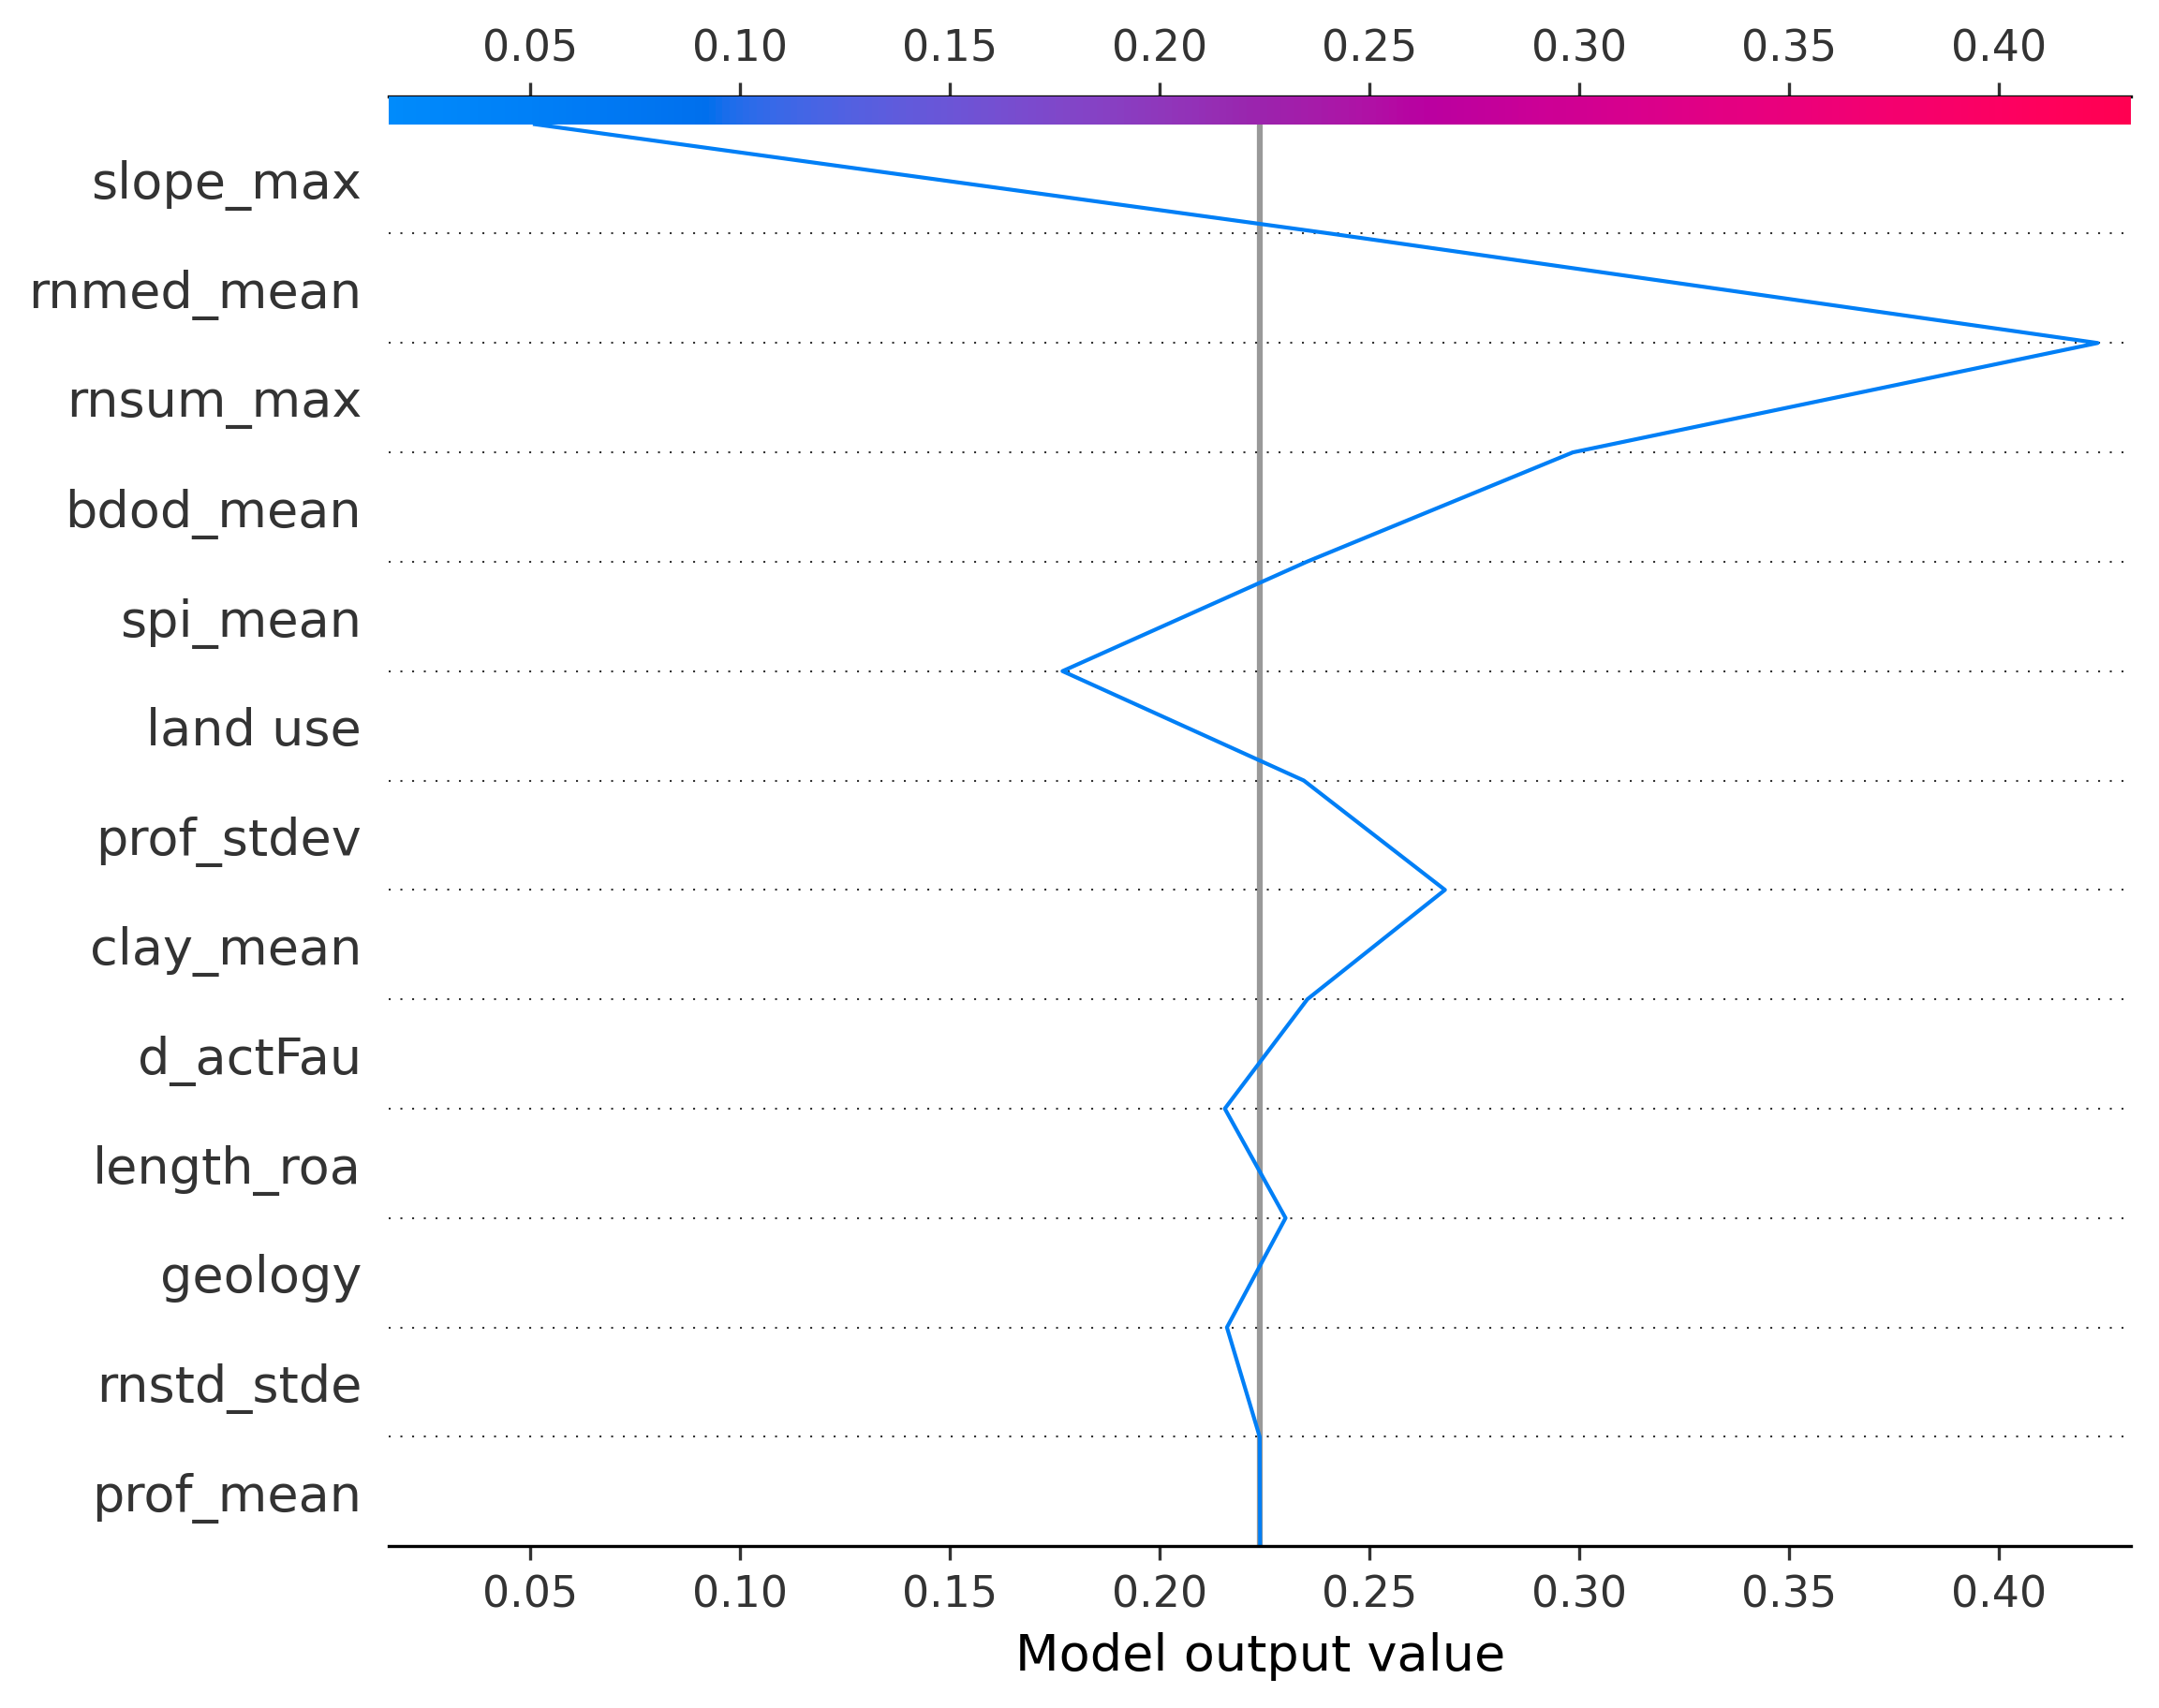 0.05 0.10 0.15 0.20 0.25 0.30 0.35 0.40
slope_max
rnmed_mean
rnsum_max
bdod_mean
spi_mean
land use
prof_stdev
clay_mean
d_actFau
length_roa
geology
rnstd_stde
prof_mean
0.05 0.10 0.15 0.20 0.25 0.30 0.35 0.40
Model output value